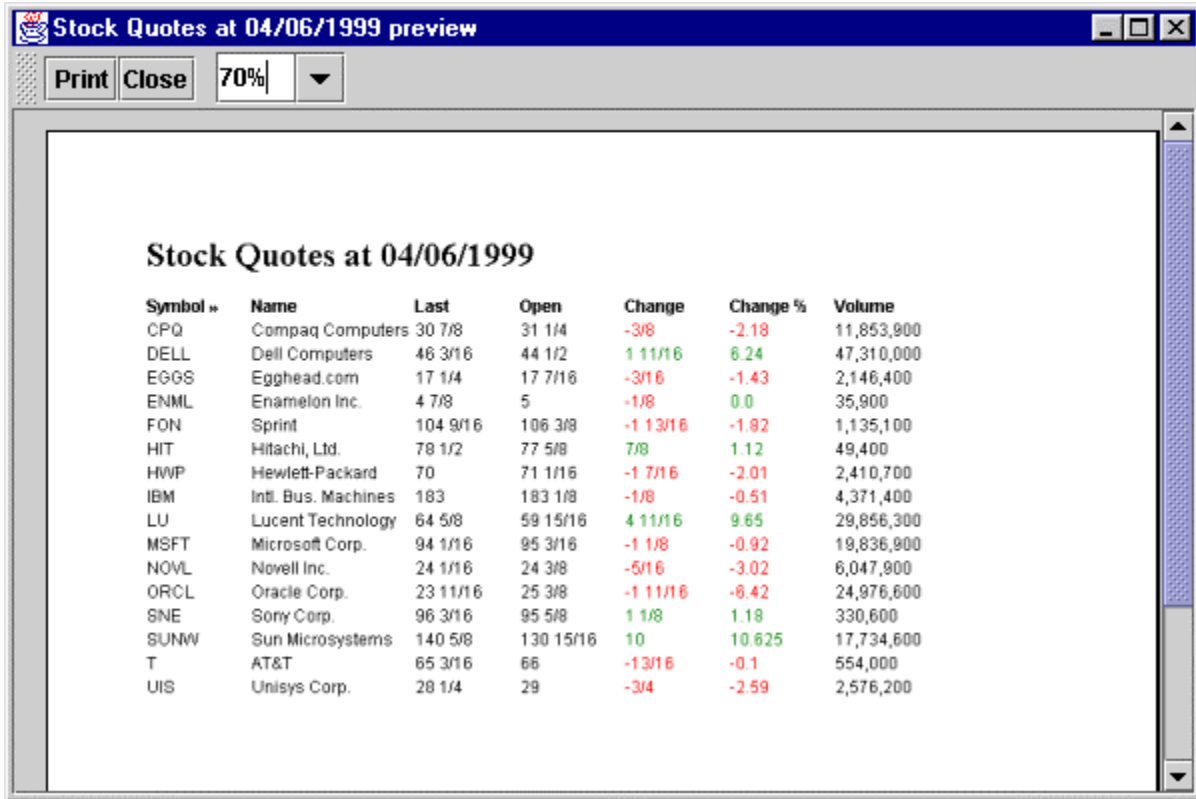 Stock Quotes at 04/06/1999 preview
Print Close 70%
Stock Quotes at 04/06/1999
Symbol » Name Last Open Change Change % Volume
CPQ Compaq Computers 30 7/8 31 1/4 -3/8 -2.18 11,853,900
DELL Dell Computers 46 3/16 44 1/2 1 11/16 6.24 47,310,000
EGGS Egghead.com 17 1/4 17 7/16 -3/16 -1.43 2,146,400
ENML Enamelon Inc. 4 7/8 5 -1/8 0.0 35,900
FON Sprint 104 9/16 106 3/8 -1 13/16 -1.82 1,135,100
HIT Hitachi, Ltd. 78 1/2 77 5/8 7/8 1.12 49,400
HWP Hewlett-Packard 70 71 1/16 -1 7/16 -2.01 2,410,700
IBM Intl. Bus. Machines 183 183 1/8 -1/8 -0.51 4,371,400
LU Lucent Technology 64 5/8 59 15/16 4 11/16 9.65 29,856,300
MSFT Microsoft Corp. 94 1/16 95 3/16 -1 1/8 -0.92 19,836,900
NOVL Novell Inc. 24 1/16 24 3/8 -5/16 -3.02 6,047,900
ORCL Oracle Corp. 23 11/16 25 3/8 -1 11/16 -6.42 24,976,600
SNE Sony Corp. 96 3/16 95 5/8 1 1/8 1.18 330,600
SUNW Sun Microsystems 140 5/8 130 15/16 10 10.625 17,734,600
T AT&T 65 3/16 66 -13/16 -0.1 554,000
UIS Unisys Corp. 28 1/4 29 -3/4 -2.59 2,576,200